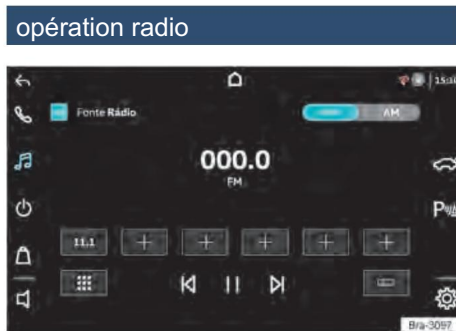 opération radio
15:30
Fonte Rádio
AM
000.0
FM
11.1
P
Bra-3097